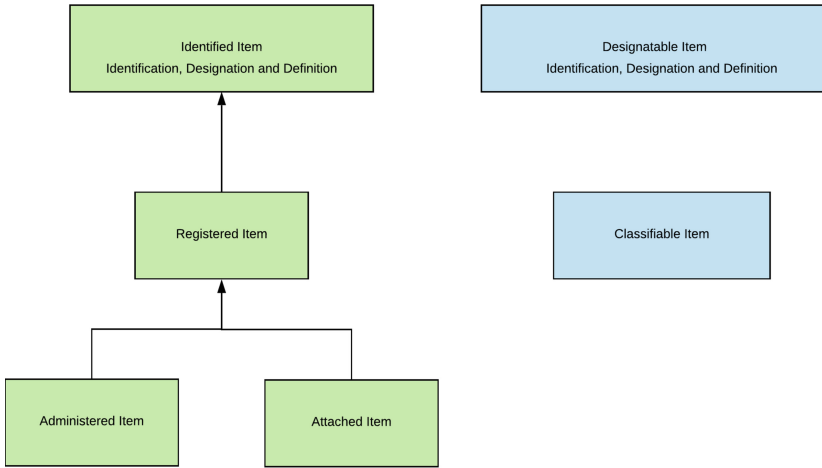 Identified Item
Identification, Designation and Definition
Designatable Item
Identification, Designation and Definition
Registered Item
Classifiable Item
Administered Item
Attached Item